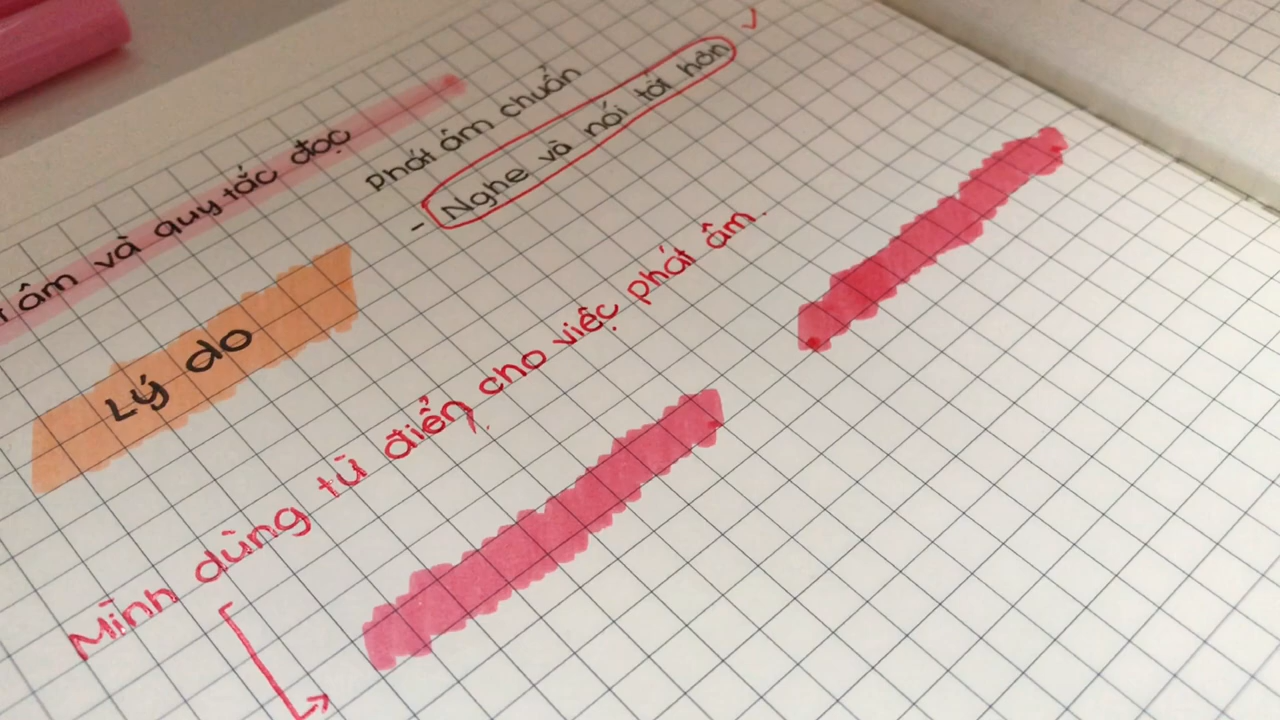 âm và quy tắc đọc
Phát âm chuẩn
- Nghe và nói tốt hơn
Lý do
Mình dùng từ điển cho việc phát âm.